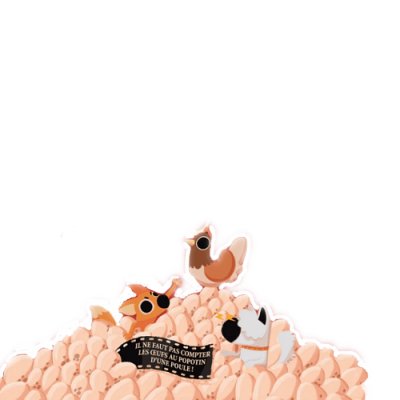 IL NE FAUT PAS COMPTER
LES ŒUFS AU POPOTIN
D'UNE POULE !